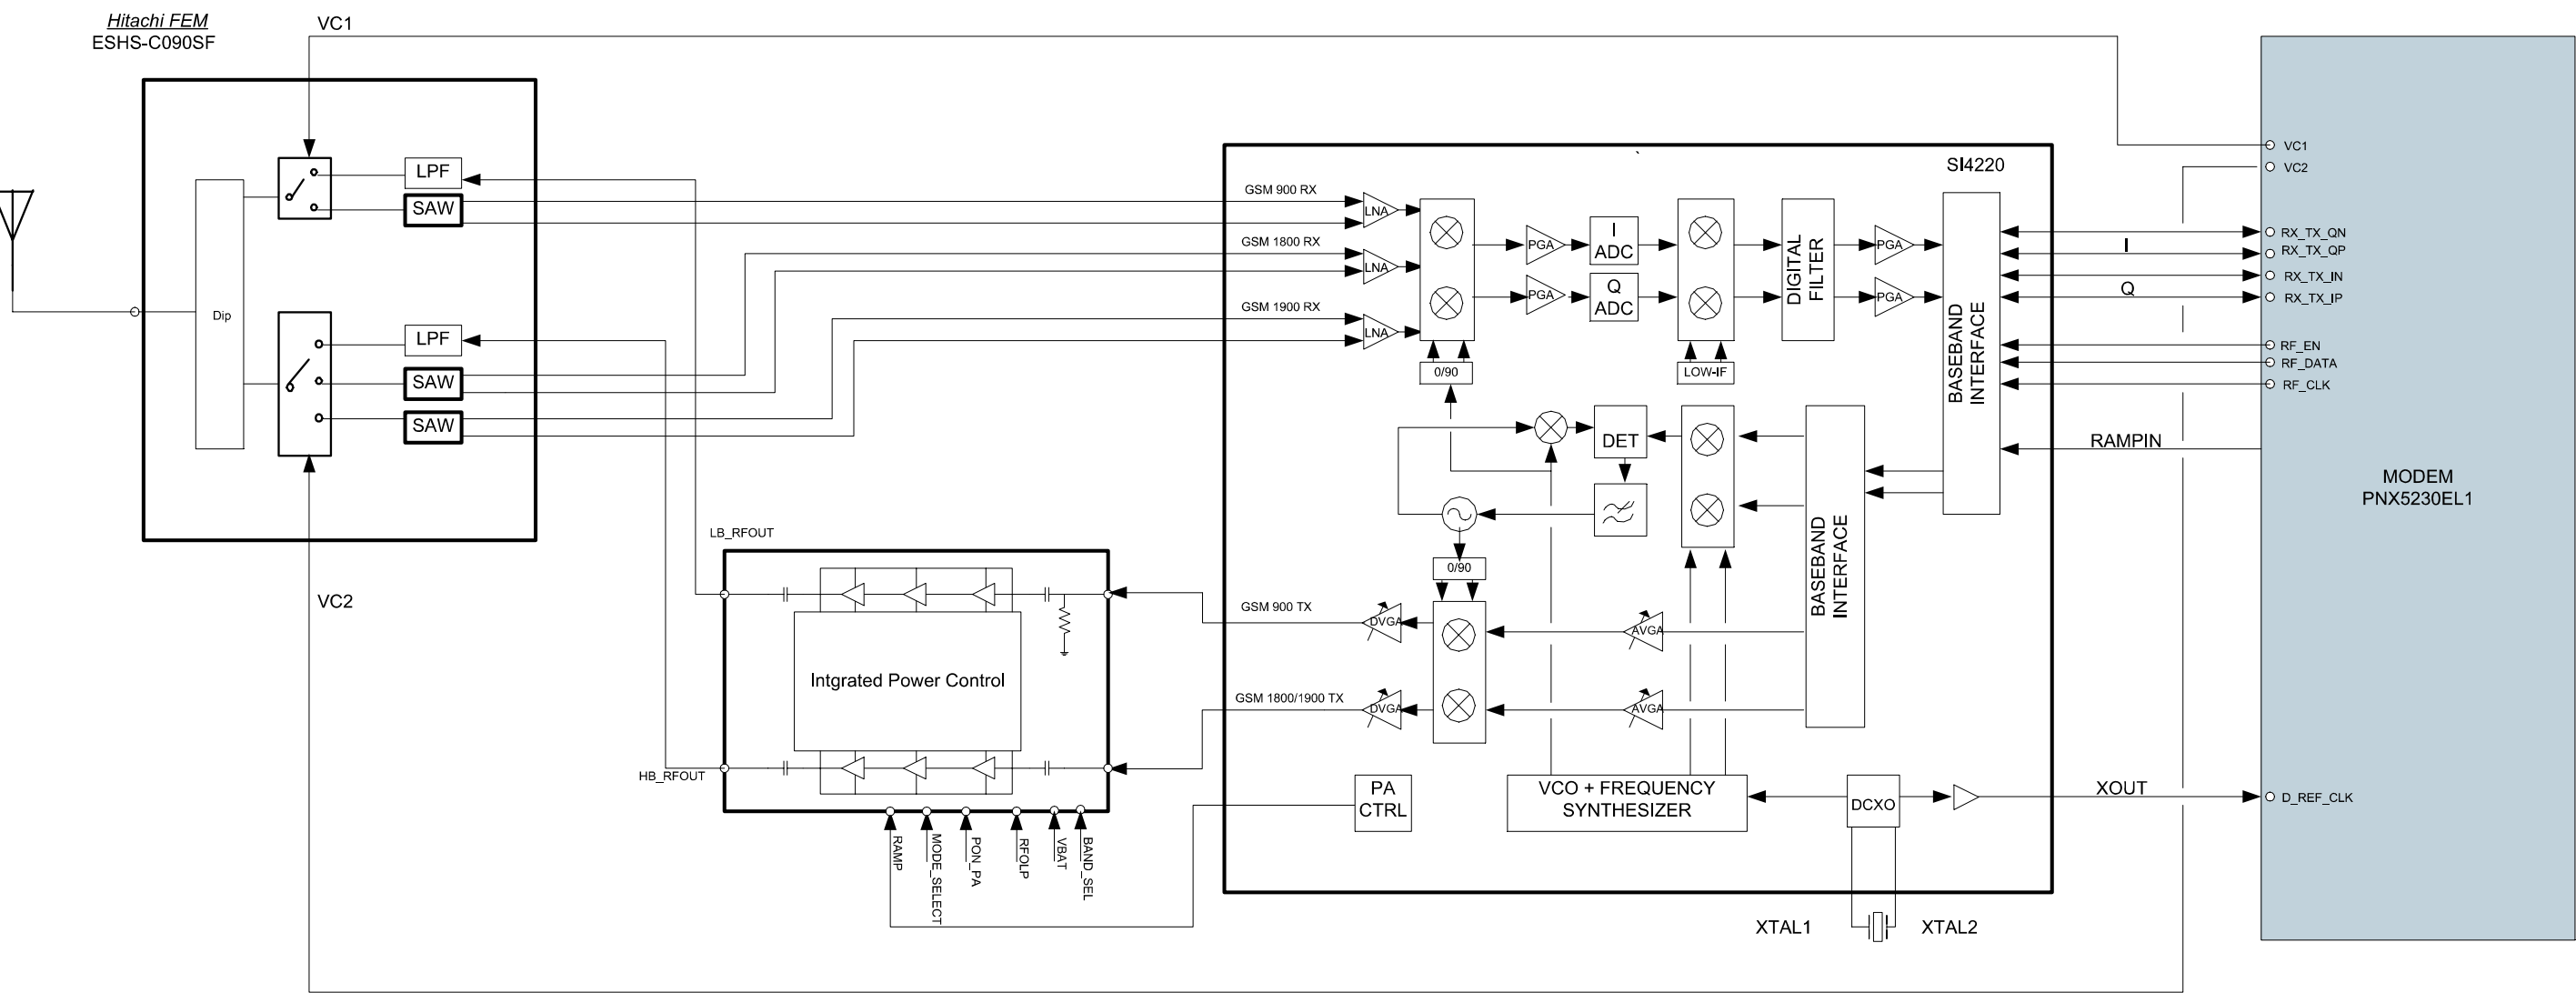 Hitachi FEM
ESHS-C090SF
VC1
LPF
SAW
Dip
LPF
SAW
SAW
VC2
LB_RFOUT
HB_RFOUT
Intgrated Power Control
RAMP
MODE_SELECT
PON_PA
RFOLP
VBAT
BAND_SEL
`
SI4220
GSM 900 RX
GSM 1800 RX
GSM 1900 RX
LNA
LNA
LNA
0/90
PGA
PGA
I
ADC
Q
ADC
LOW-IF
DIGITAL
FILTER
PGA
PGA
BASEBAND
INTERFACE
DET
0/90
BASEBAND
INTERFACE
GSM 900 TX
DVGA
AVGA
GSM 1800/1900 TX
DVGA
AVGA
PA
CTRL
VCO + FREQUENCY
SYNTHESIZER
DCXO
XTAL1
XTAL2
I
Q
RAMPIN
XOUT
VC1
VC2
RX_TX_QN
RX_TX_QP
RX_TX_IN
RX_TX_IP
RF_EN
RF_DATA
RF_CLK
MODEM
PNX5230EL1
D_REF_CLK